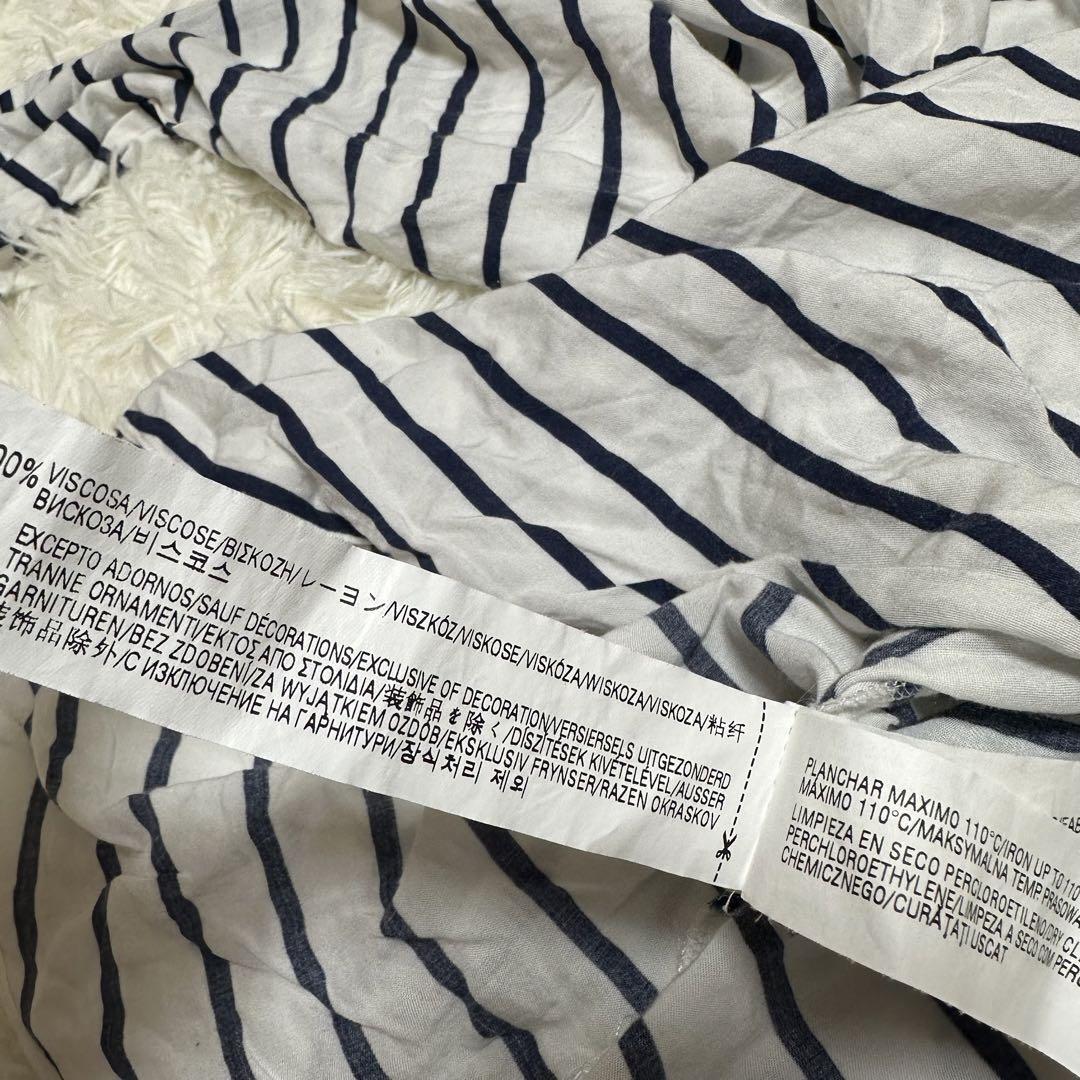 00% VISCOSA/VISCOSE/ΒΙΣΚΟΖΗ/レーヨン/VISZKÓZ/VISKOSE/VISKÓZA/WISKOZA/VISKOZA/粘纤
ВИСКОЗА/비스코스
EXCEPTO ADORNOS/SAUF DÉCORATIONS/EXCLUSIVE OF DECORATION/VERSIERSELS UITGEZONDERD
TRANNE ORNAMENTI/ΕΚΤΟΣ ΑΠΟ ΣΤΟΛΙΔΙΑ/装飾品を除く/DÍSZÍTÉSEK KIVÉTELÉVEL/AUSSER
GARNITUREN/BEZ ZDOBENÍ/ZA WYJĄTKIEM OZDÓB/EKSKLUSIV FRYNSER/RAZEN OKRASKOV
装饰品除外/С ИЗКЛЮЧЕНИЕ НА ГАРНИТУРИ/장식처리 제외
PLANCHAR MAXIMO 110°C/IRON UP TO 110
MÁXIMO 110°C/MAKSYMALNA TEMP. PRASOWA
LIMPIEZA EN SECO PERCLOROETILENO/DRY CL
PERCHLOROETHYLENE/LIMPEZA A SECO COM PERC
CHEMICZNEGO/CURĂŢAŢI USCAT